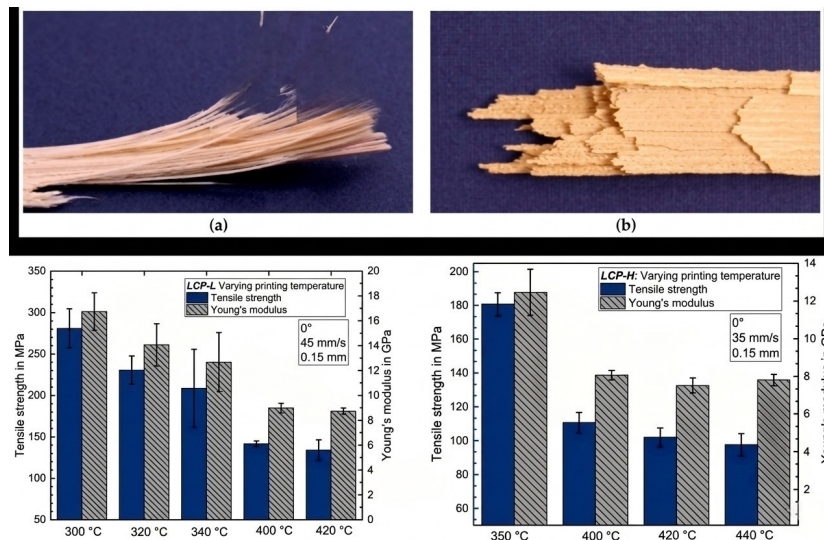 (a)
(b)
LCP-L Varying printing temperature
Tensile strength
Young's modulus
0°
45 mm/s
0.15 mm
Tensile strength in MPa
350
300
250
200
150
100
50
Young's modulus in GPa
20
18
16
14
12
10
8
6
4
2
0
300 °C
320 °C
340 °C
400 °C
420 °C
LCP-H: Varying printing temperature
Tensile strength
Young's modulus
0°
35 mm/s
0.15 mm
Tensile strength in MPa
200
180
160
140
120
100
80
60
14
12
10
8
6
4
2
350 °C
400 °C
420 °C
440 °C